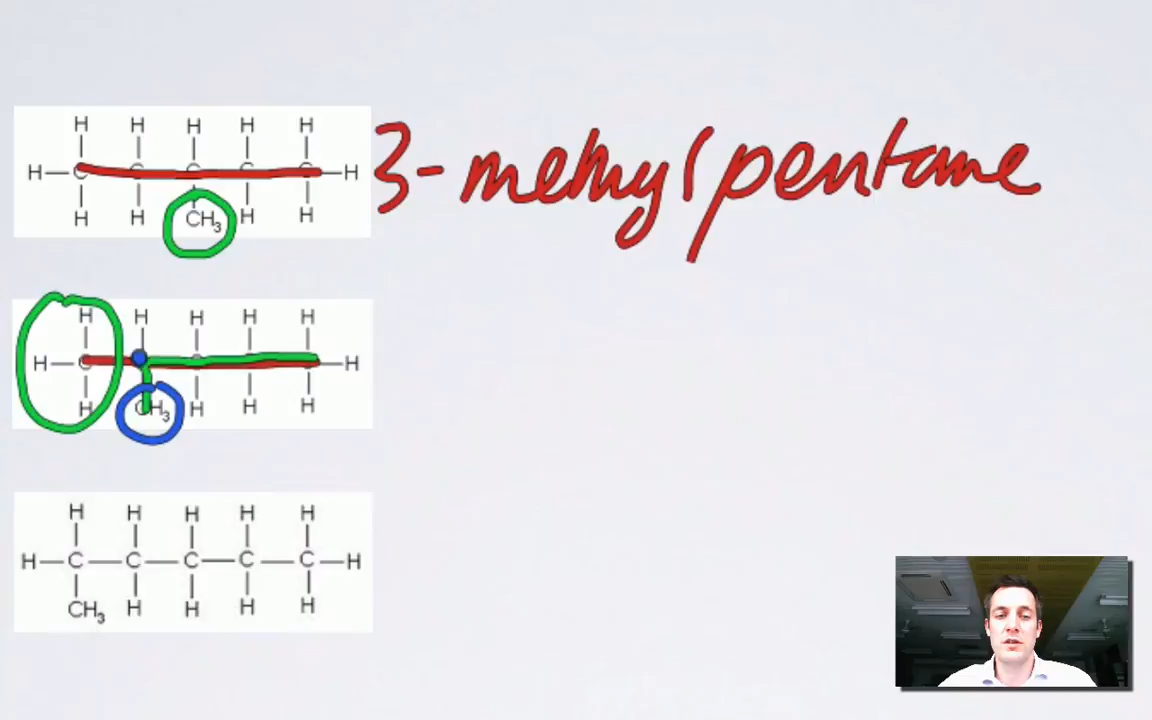 H H H H H
H C C C C C H
H H CH₃ H H
3-methylpentane
H H H H H
H C H
H CH₃ H H H
H H H H H
H—C—C—C—C—C—H
CH₃ H H H H